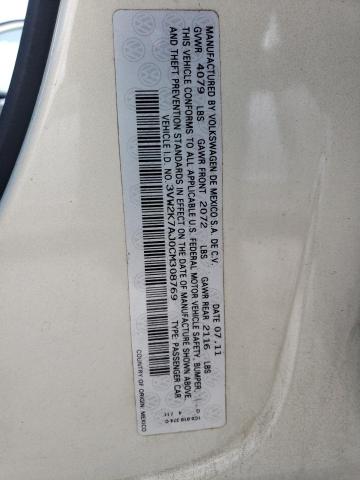 MANUFACTURED BY VOLKSWAGEN DE MEXICO S.A. DE C.V.
GVWR 4079 LBS GAWR FRONT 2072 LBS GAWR REAR 2116 LBS DATE 07.11
THIS VEHICLE CONFORMS TO ALL APPLICABLE U.S. FEDERAL MOTOR VEHICLE SAFETY, BUMPER,
AND THEFT PREVENTION STANDARDS IN EFFECT ON THE DATE OF MANUFACTURE SHOWN ABOVE.
VEHICLE I.D. NO. 3VW2K7AJ0CM308769 TYPE: PASSENGER CAR
COUNTRY OF ORIGIN: MEXICO